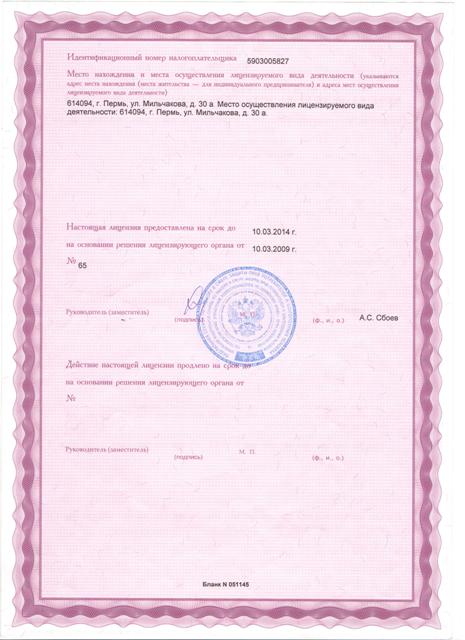 Идентификационный номер налогоплательщика 5903005827
Место нахождения и места осуществления лицензируемого вида деятельности (указываются
адрес места нахождения (места жительства — для индивидуального предпринимателя) и адреса мест осуществления
лицензируемого вида деятельности)
614094, г. Пермь, ул. Мильчакова, д. 30 а. Место осуществления лицензируемого вида
деятельности: 614094, г. Пермь, ул. Мильчакова, д. 30 а.
Настоящая лицензия предоставлена на срок до 10.03.2014 г.
на основании решения лицензирующего органа от 10.03.2009 г.
№ 65
Руководитель (заместитель) (подпись) М. П. (ф., и., о.) А.С. Сбоев
Действие настоящей лицензии продлено на срок до
на основании решения лицензирующего органа от
№
Руководитель (заместитель) (подпись) М. П. (ф., и., о.)
Бланк N 051145